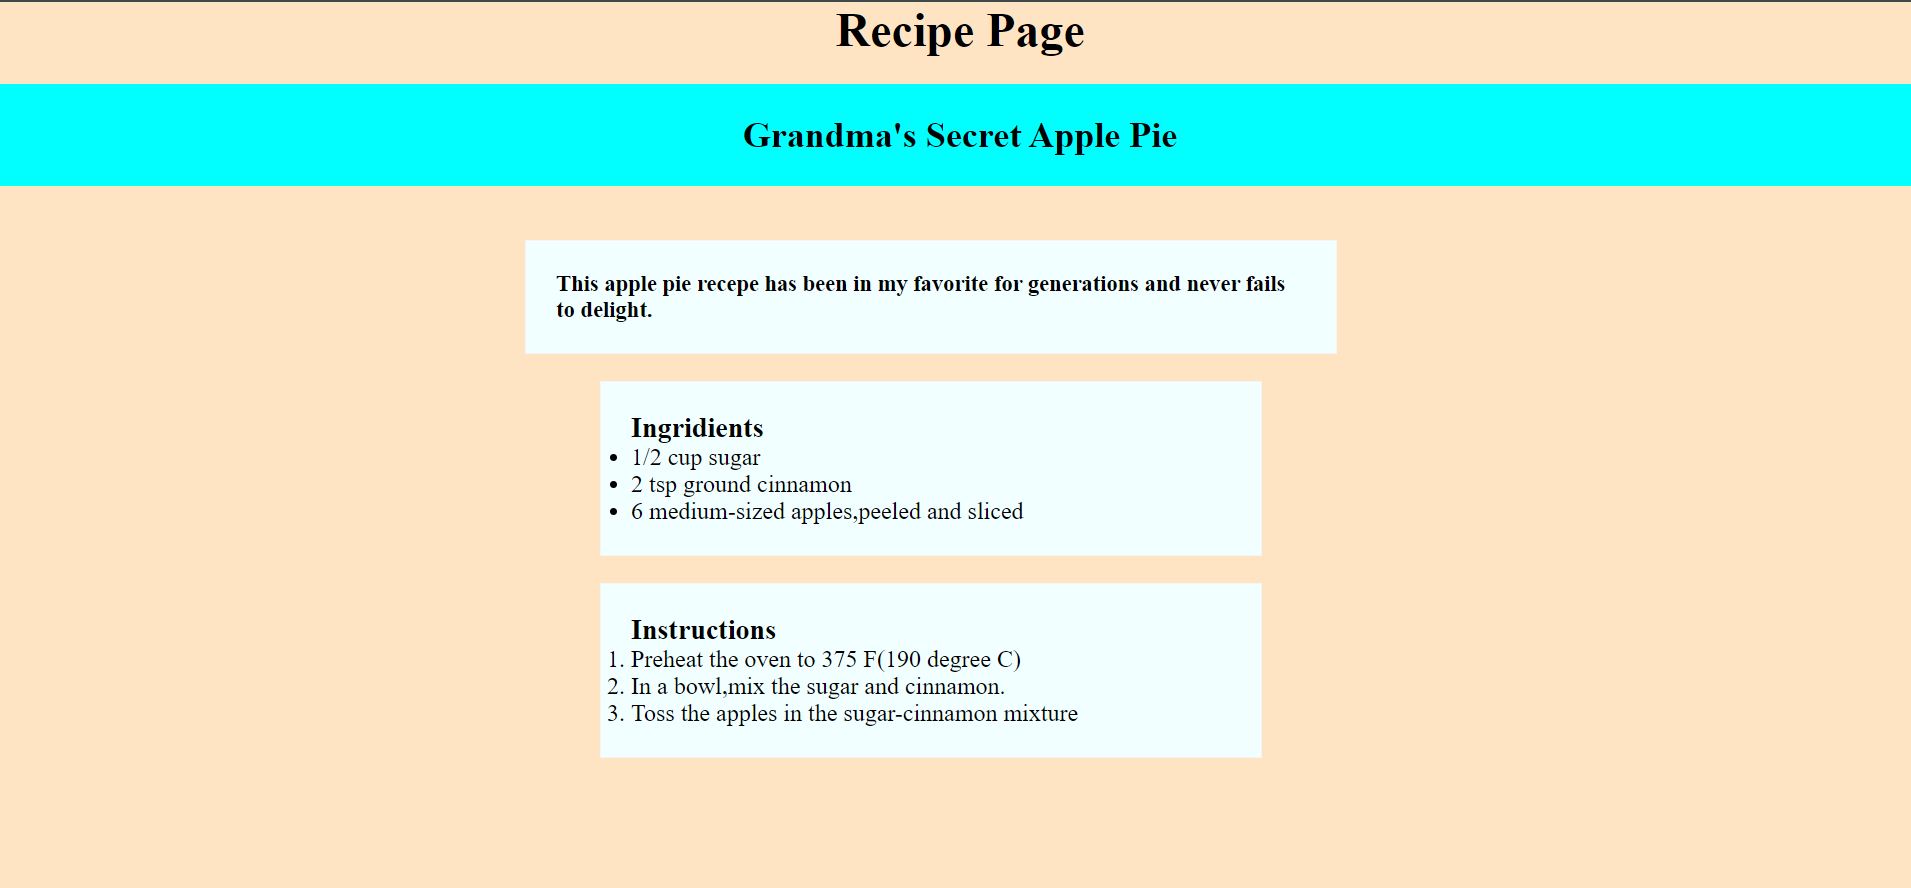 Recipe Page
Grandma's Secret Apple Pie
This apple pie recepe has been in my favorite for generations and never fails
to delight.
Ingridients
• 1/2 cup sugar
• 2 tsp ground cinnamon
• 6 medium-sized apples,peeled and sliced
Instructions
1. Preheat the oven to 375 F(190 degree C)
2. In a bowl,mix the sugar and cinnamon.
3. Toss the apples in the sugar-cinnamon mixture